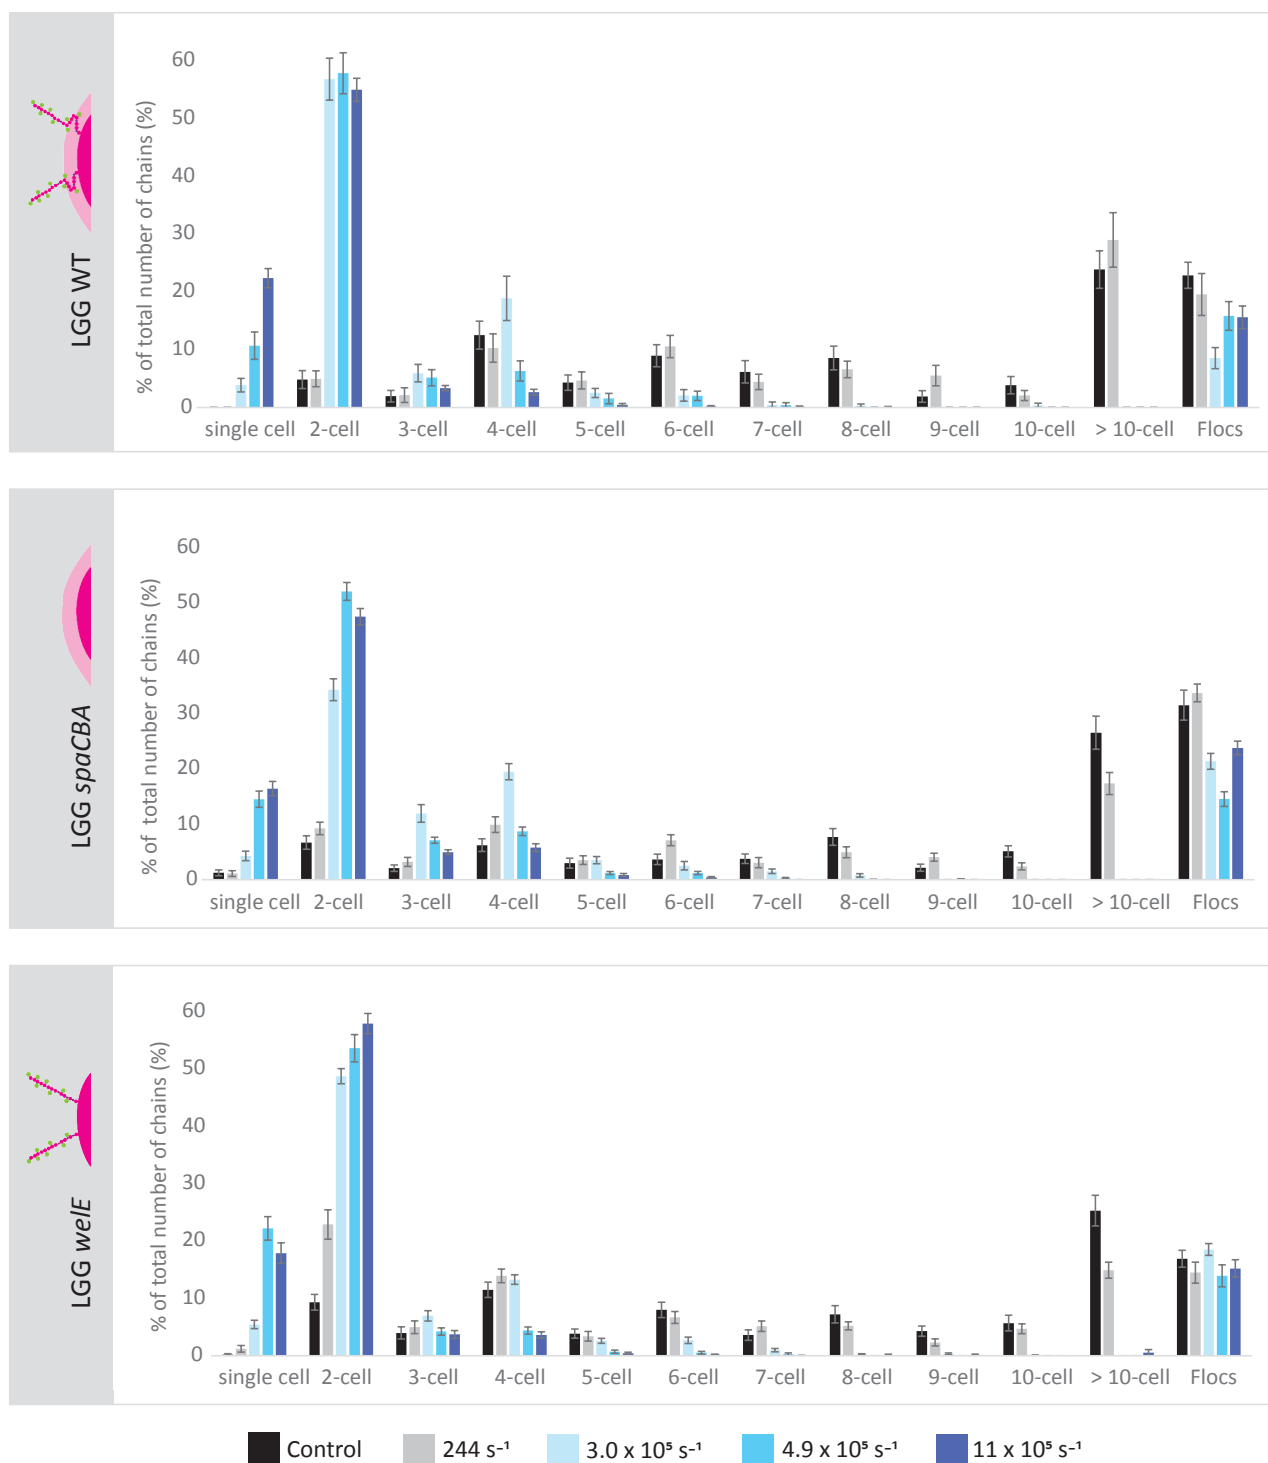 LGG WT
% of total number of chains (%)
60
50
40
30
20
10
0
single cell 2-cell 3-cell 4-cell 5-cell 6-cell 7-cell 8-cell 9-cell 10-cell > 10-cell Flocs
LGG spaCBA
% of total number of chains (%)
60
50
40
30
20
10
0
single cell 2-cell 3-cell 4-cell 5-cell 6-cell 7-cell 8-cell 9-cell 10-cell > 10-cell Flocs
LGG welE
% of total number of chains (%)
60
50
40
30
20
10
0
single cell 2-cell 3-cell 4-cell 5-cell 6-cell 7-cell 8-cell 9-cell 10-cell > 10-cell Flocs
Control 244 s⁻¹ 3.0 x 10⁵ s⁻¹ 4.9 x 10⁵ s⁻¹ 11 x 10⁵ s⁻¹